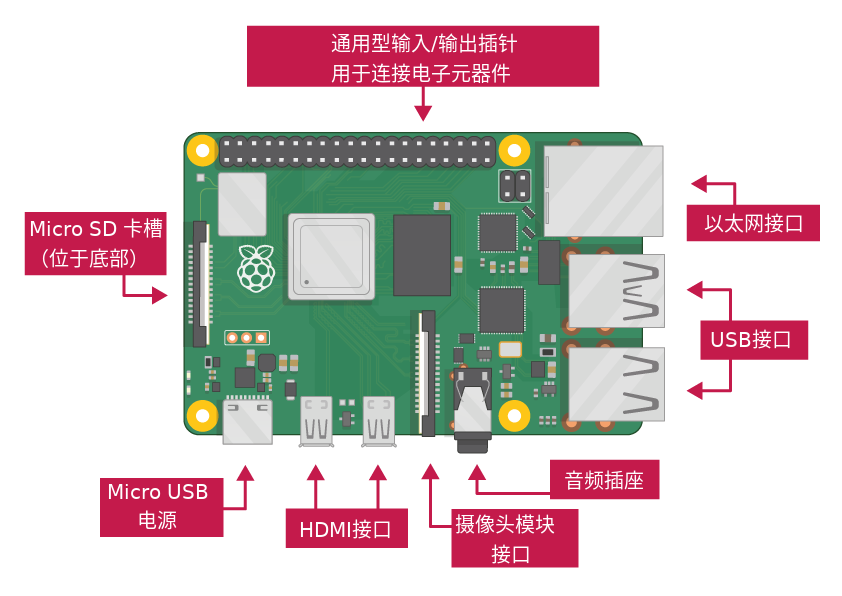 通用型输入/输出插针
用于连接电子元器件
Micro SD 卡槽
（位于底部）
以太网接口
USB接口
Micro USB
电源
HDMI接口
摄像头模块
接口
音频插座